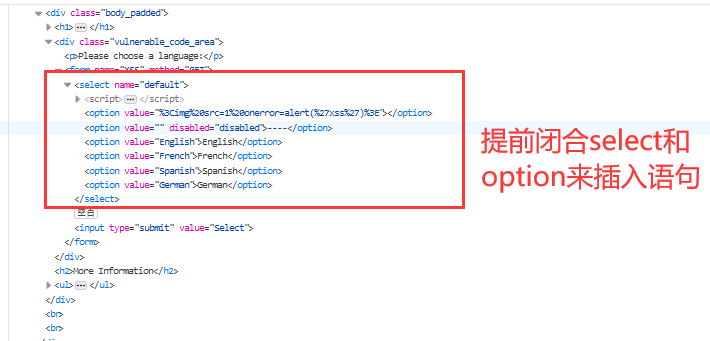 <div class="body_padded">
<h1> </h1>
<div class="vulnerable_code_area">
<p>Please choose a language:</p>
<form name="XSS" method="GET">
<select name="default">
<script> </script>
<option value="%3Cimg%20src=1%20onerror=alert(%27xss%27)%3E"></option>
<option value="" disabled="disabled">----</option>
<option value="English">English</option>
<option value="French">French</option>
<option value="Spanish">Spanish</option>
<option value="German">German</option>
</select>
空白
<input type="submit" value="Select">
</form>
</div>
<h2>More Information</h2>
<ul> </ul>
</div>
<br>
<br>
提前闭合select和
option来插入语句